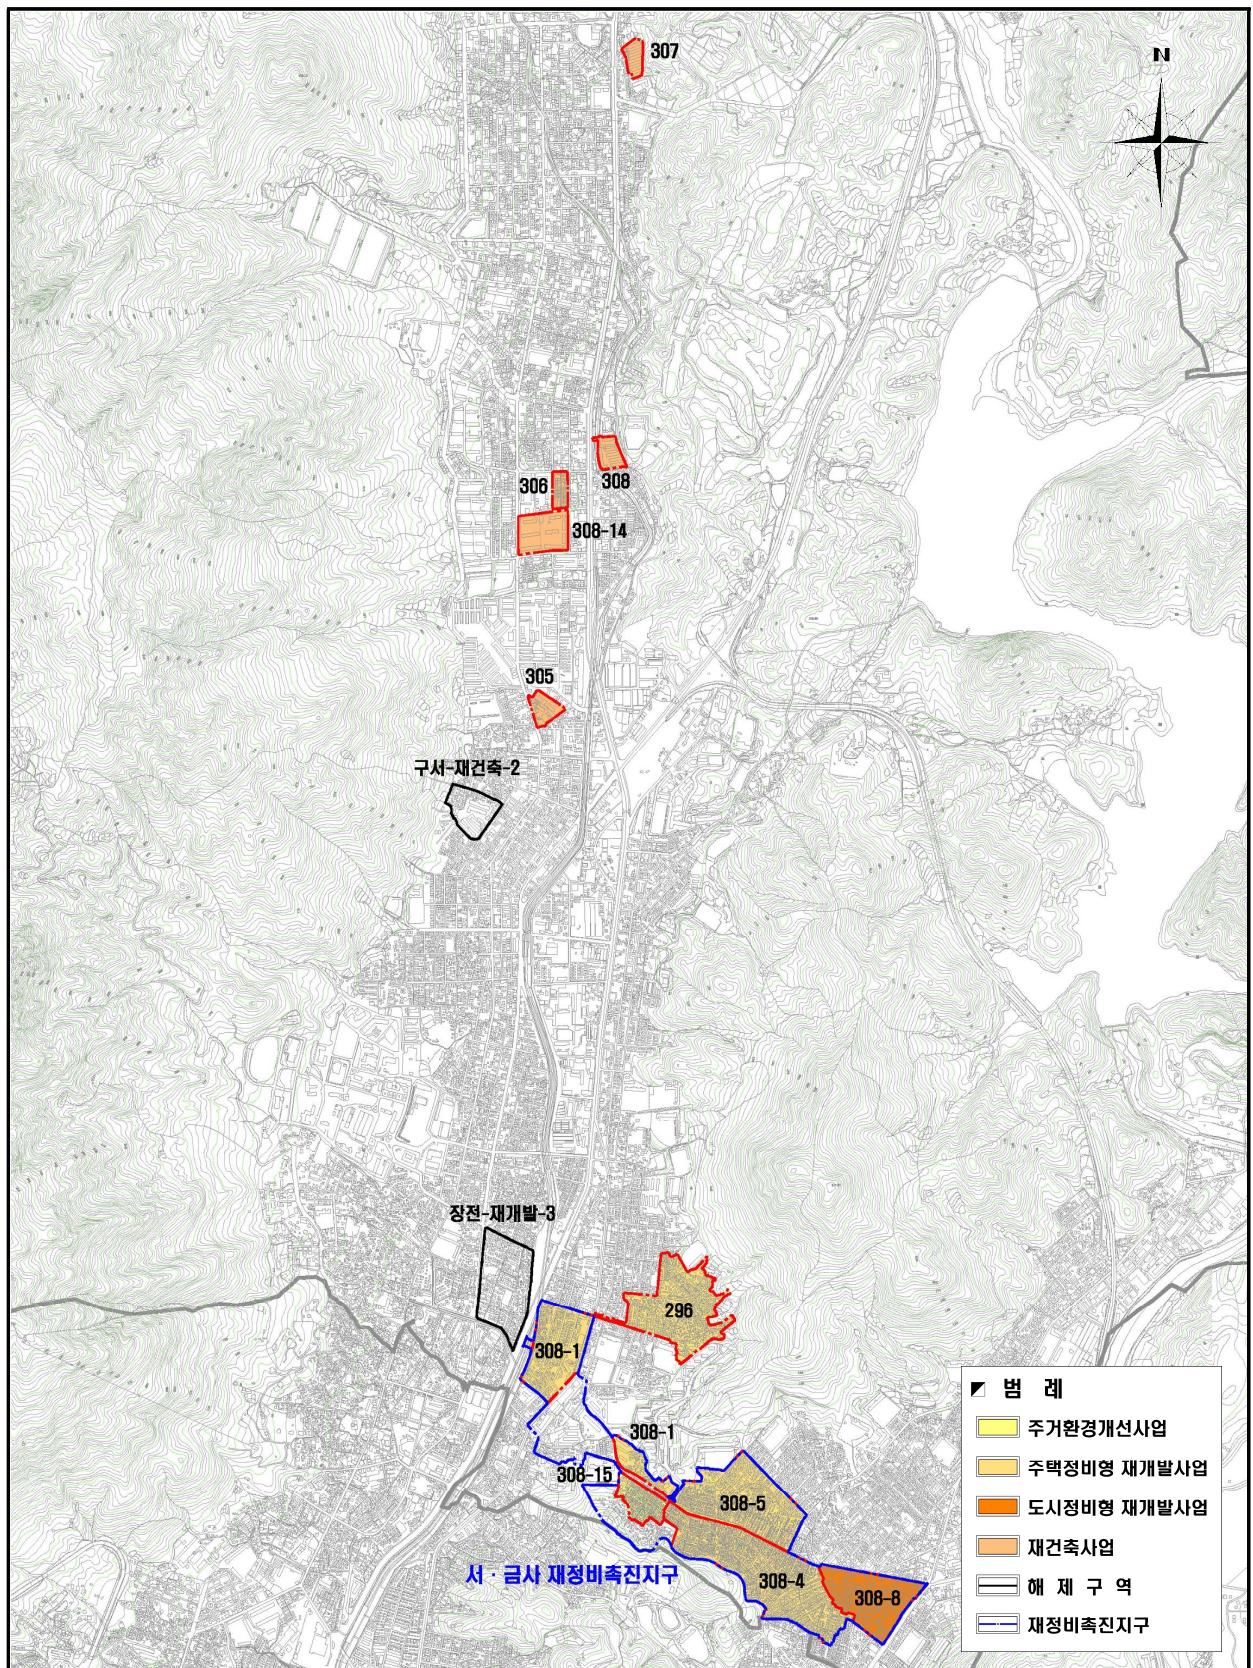 307
N
308
306
308-14
305
구서-재건축-2
장전-재개발-3
296
308-1
308-1
308-15
308-5
서·금사 재정비촉진지구
308-4
308-8
범 례
주거환경개선사업
주택정비형 재개발사업
도시정비형 재개발사업
재건축사업
해 제 구 역
재정비촉진지구